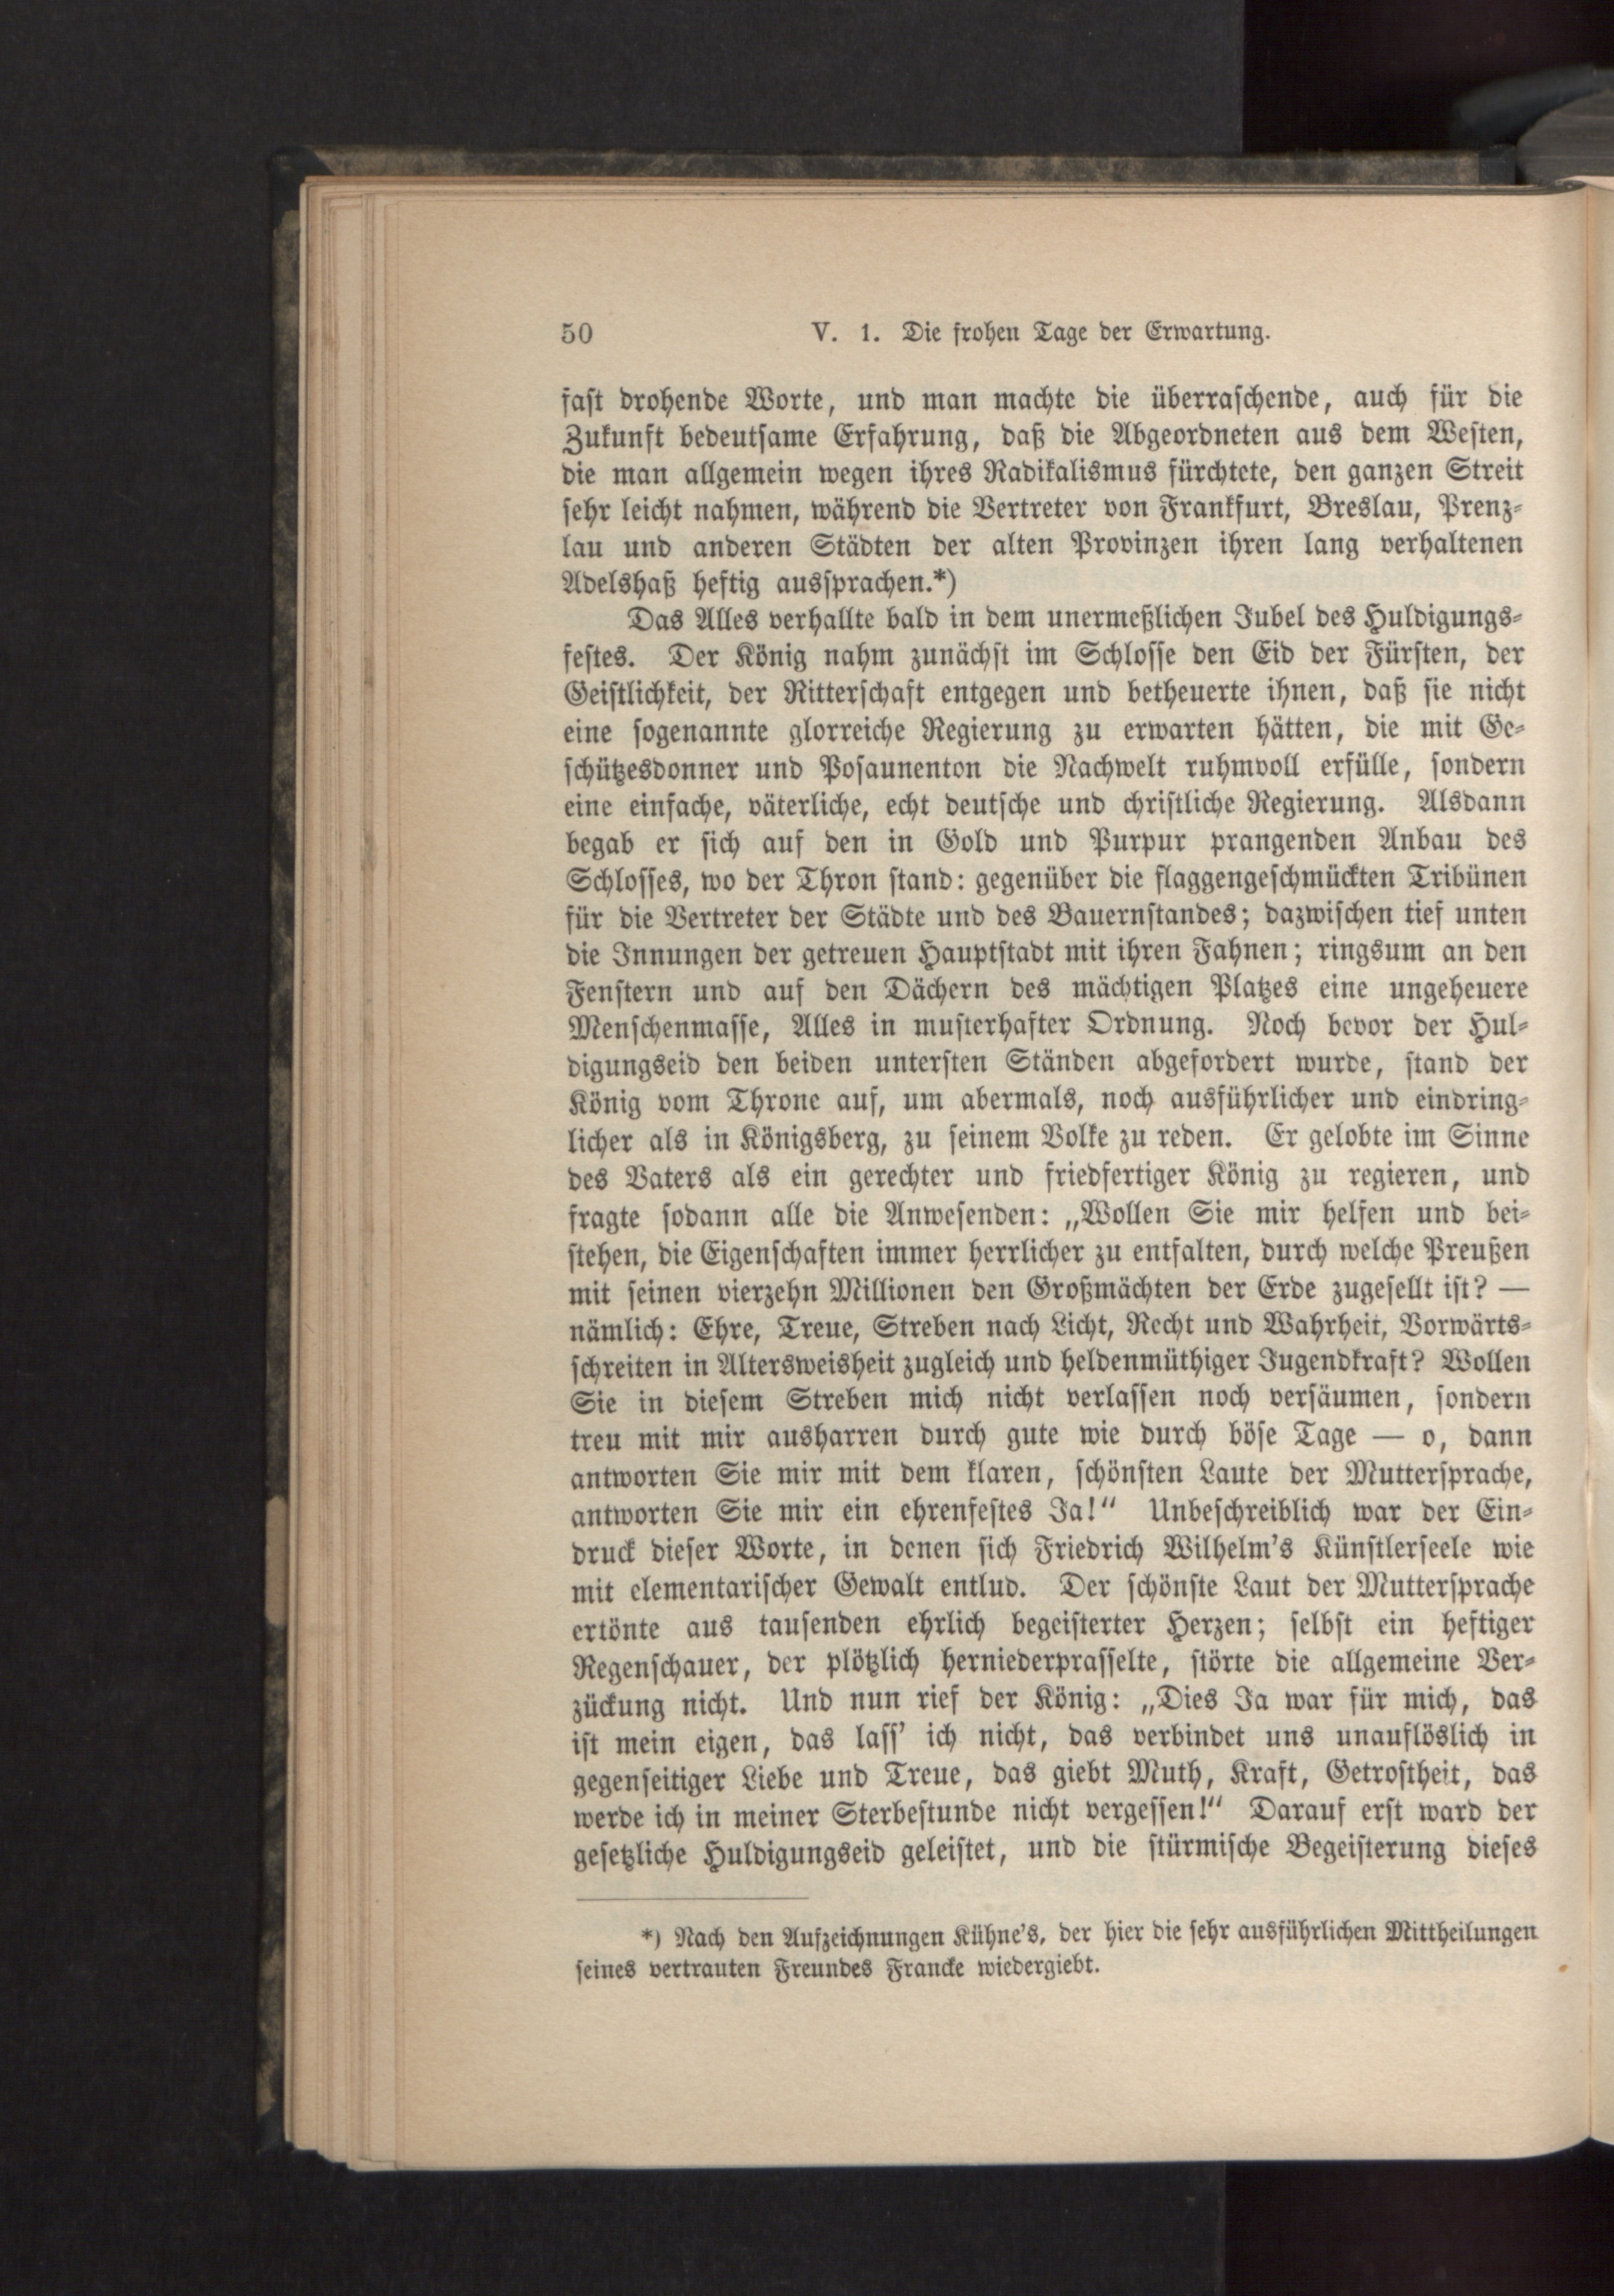 50 V. 1. Die frohen Tage der Erwartung.
fast drohende Worte, und man machte die überraschende, auch für die
Zukunft bedeutsame Erfahrung, daß die Abgeordneten aus dem Westen,
die man allgemein wegen ihres Radikalismus fürchtete, den ganzen Streit
sehr leicht nahmen, während die Vertreter von Frankfurt, Breslau, Prenz-
lau und anderen Städten der alten Provinzen ihren lang verhaltenen
Adelshaß heftig aussprachen.*)
Das Alles verhallte bald in dem unermeßlichen Jubel des Huldigungs-
festes. Der König nahm zunächst im Schlosse den Eid der Fürsten, der
Geistlichkeit, der Ritterschaft entgegen und betheuerte ihnen, daß sie nicht
eine sogenannte glorreiche Regierung zu erwarten hätten, die mit Ge-
schützesdonner und Posaunenton die Nachwelt ruhmvoll erfülle, sondern
eine einfache, väterliche, echt deutsche und christliche Regierung. Alsdann
begab er sich auf den in Gold und Purpur prangenden Anbau des
Schlosses, wo der Thron stand: gegenüber die flaggengeschmückten Tribünen
für die Vertreter der Städte und des Bauernstandes; dazwischen tief unten
die Innungen der getreuen Hauptstadt mit ihren Fahnen; ringsum an den
Fenstern und auf den Dächern des mächtigen Platzes eine ungeheuere
Menschenmasse, Alles in musterhafter Ordnung. Noch bevor der Hul-
digungseid den beiden untersten Ständen abgefordert wurde, stand der
König vom Throne auf, um abermals, noch ausführlicher und eindring-
licher als in Königsberg, zu seinem Volke zu reden. Er gelobte im Sinne
des Vaters als ein gerechter und friedfertiger König zu regieren, und
fragte sodann alle die Anwesenden: „Wollen Sie mir helfen und bei-
stehen, die Eigenschaften immer herrlicher zu entfalten, durch welche Preußen
mit seinen vierzehn Millionen den Großmächten der Erde zugesellt ist? —
nämlich: Ehre, Treue, Streben nach Licht, Recht und Wahrheit, Vorwärts-
schreiten in Altersweisheit zugleich und heldenmüthiger Jugendkraft? Wollen
Sie in diesem Streben mich nicht verlassen noch versäumen, sondern
treu mit mir ausharren durch gute wie durch böse Tage — o, dann
antworten Sie mir mit dem klaren, schönsten Laute der Muttersprache,
antworten Sie mir ein ehrenfestes Ja!“ Unbeschreiblich war der Ein-
druck dieser Worte, in denen sich Friedrich Wilhelm's Künstlerseele wie
mit elementarischer Gewalt entlud. Der schönste Laut der Muttersprache
ertönte aus tausenden ehrlich begeisterter Herzen; selbst ein heftiger
Regenschauer, der plötzlich herniederprasselte, störte die allgemeine Ver-
zückung nicht. Und nun rief der König: „Dies Ja war für mich, das
ist mein eigen, das lass' ich nicht, das verbindet uns unauflöslich in
gegenseitiger Liebe und Treue, das giebt Muth, Kraft, Getrostheit, das
werde ich in meiner Sterbestunde nicht vergessen!“ Darauf erst ward der
gesetzliche Huldigungseid geleistet, und die stürmische Begeisterung dieses
*) Nach den Aufzeichnungen Kühne's, der hier die sehr ausführlichen Mittheilungen
seines vertrauten Freundes Francke wiedergiebt.